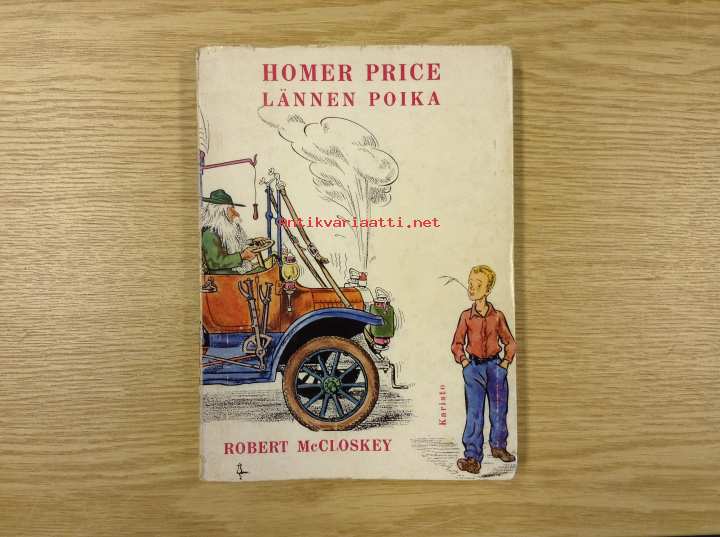 HOMER PRICE
LÄNNEN POIKA
antikvariaatti.net
Karisto
ROBERT McCLOSKEY